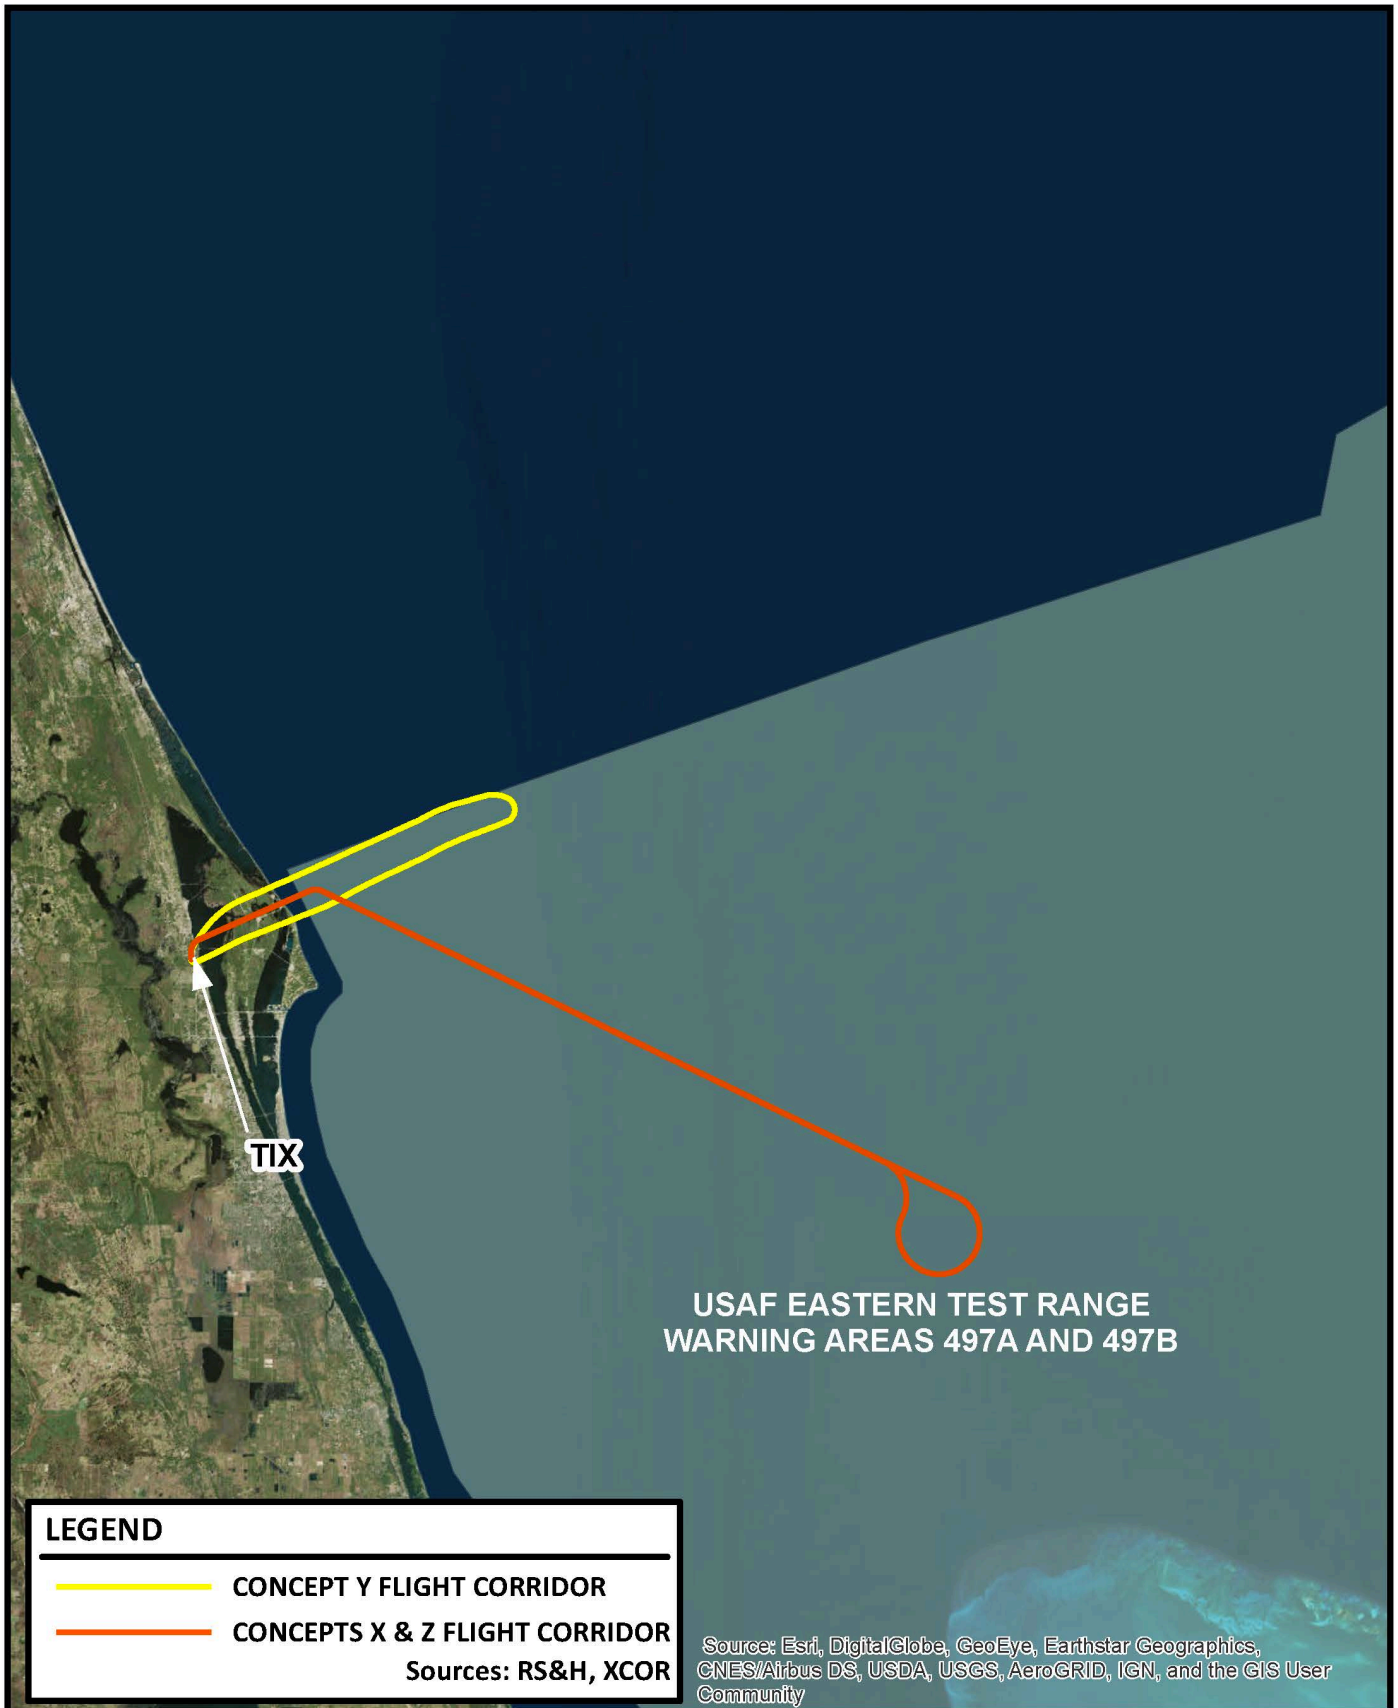 TIX
USAF EASTERN TEST RANGE
WARNING AREAS 497A AND 497B
LEGEND
CONCEPT Y FLIGHT CORRIDOR
CONCEPTS X & Z FLIGHT CORRIDOR
Sources: RS&H, XCOR
Source: Esri, DigitalGlobe, GeoEye, Earthstar Geographics,
CNES/Airbus DS, USDA, USGS, AeroGRID, IGN, and the GIS User
Community